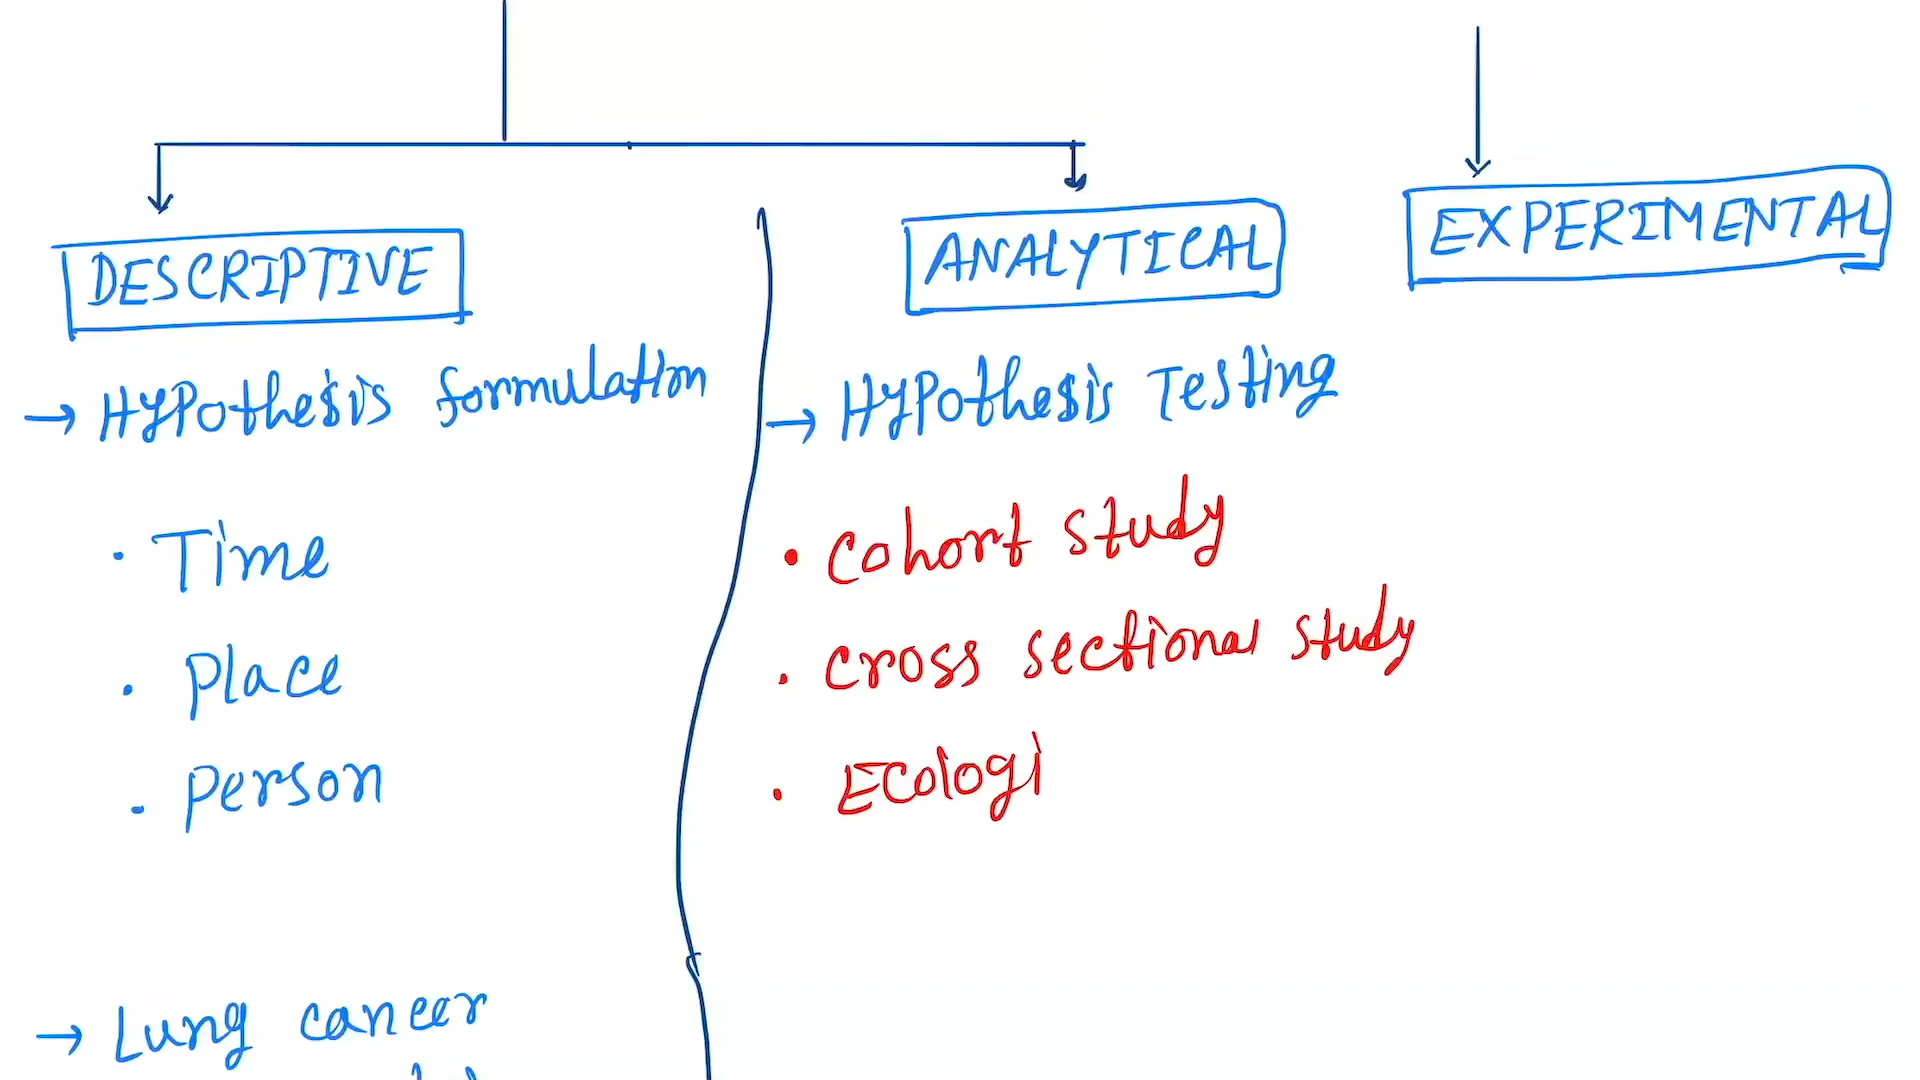 DESCRIPTIVE
→ Hypothesis formulation
• Time
• Place
• Person
→ Lung cancer
ANALYTICAL
→ Hypothesis Testing
• Cohort study
• Cross sectional study
• Ecologi
EXPERIMENTAL